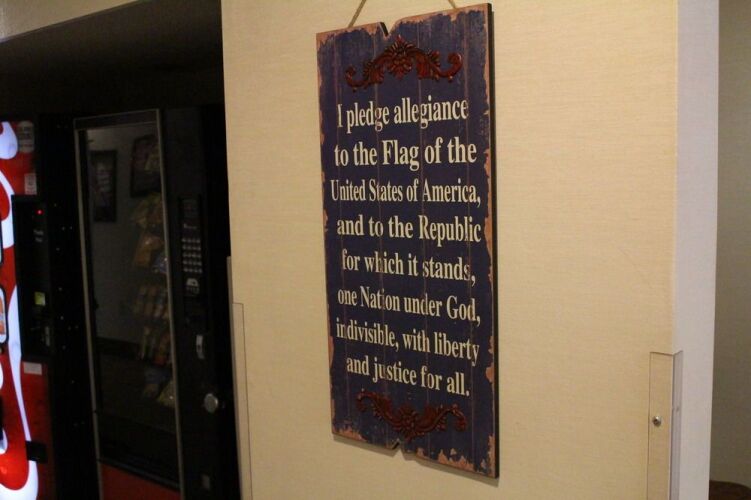 I pledge allegiance
to the Flag of the
United States of America,
and to the Republic
for which it stands,
one Nation under God,
indivisible, with liberty
and justice for all.